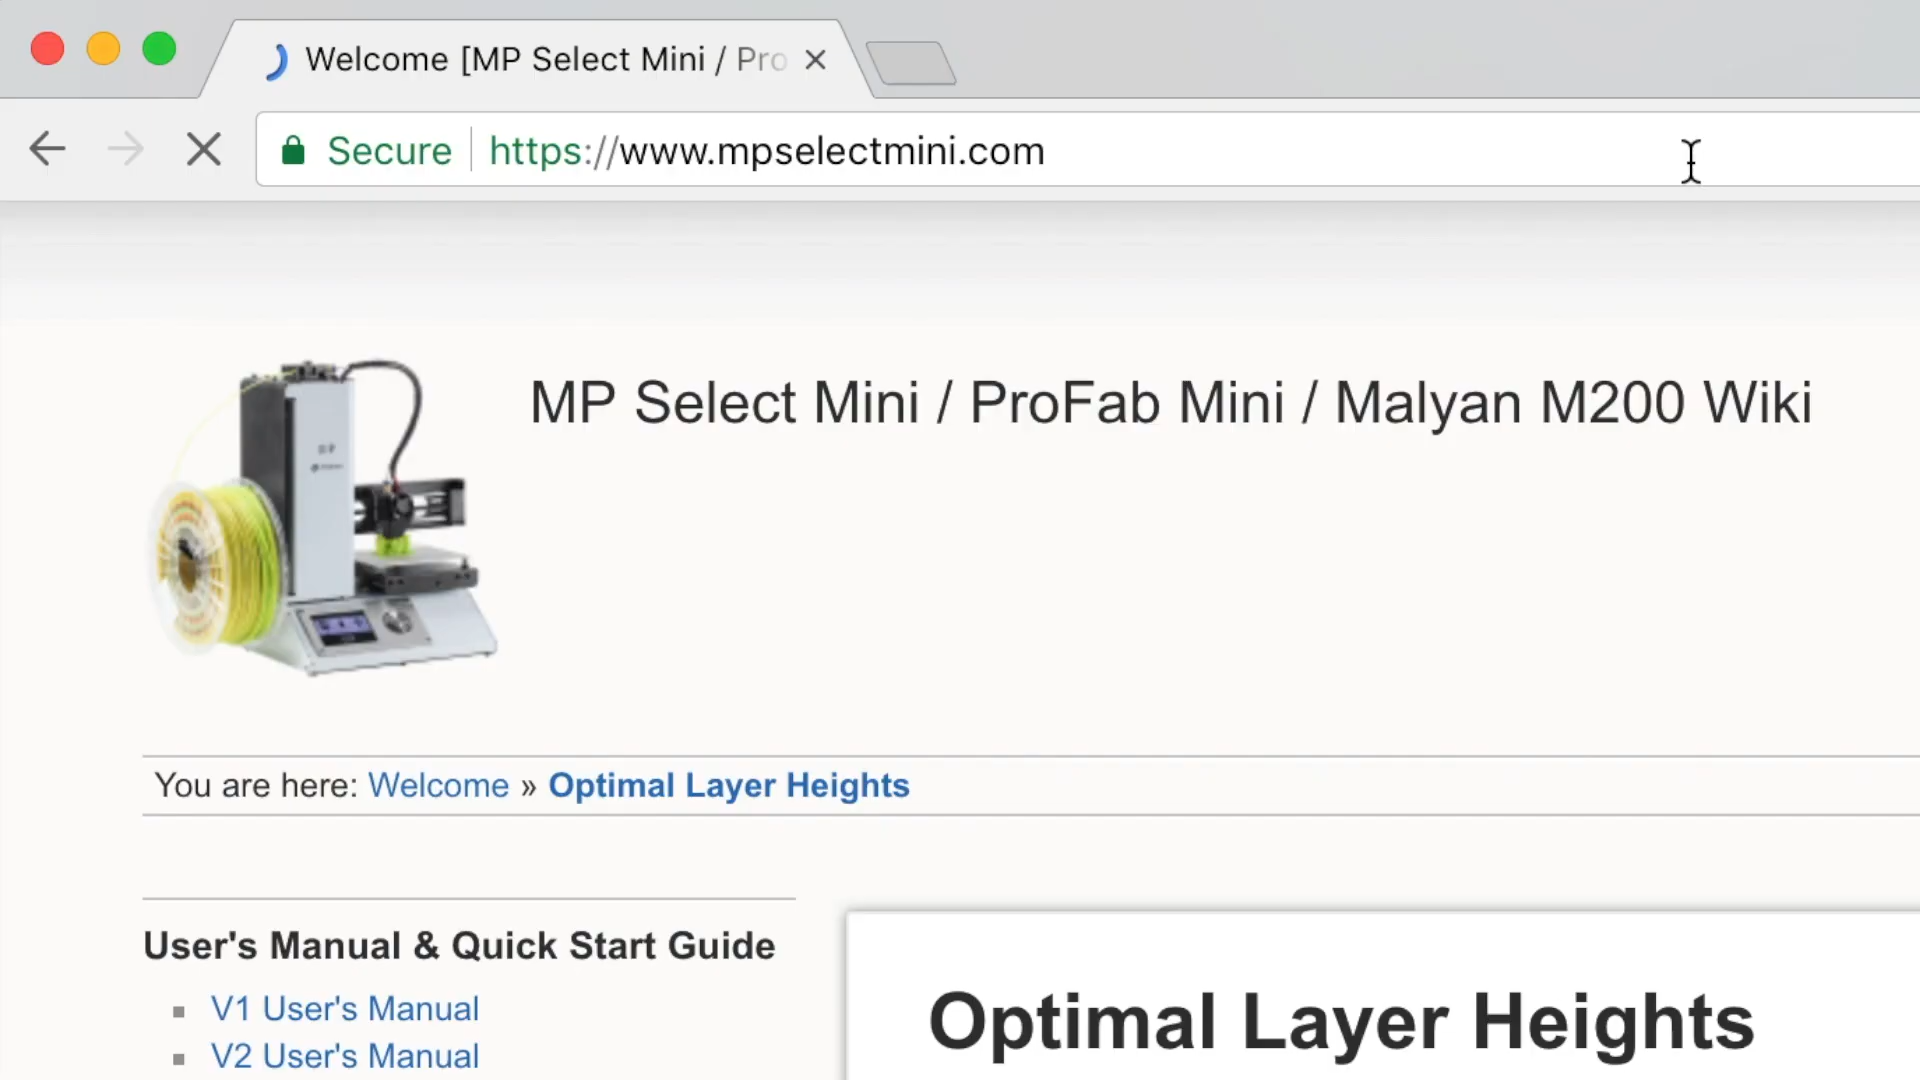 Welcome [MP Select Mini / Pro
Secure https://www.mpselectmini.com
MP Select Mini / ProFab Mini / Malyan M200 Wiki
You are here: Welcome » Optimal Layer Heights
User's Manual & Quick Start Guide
V1 User's Manual
V2 User's Manual
Optimal Layer Heights